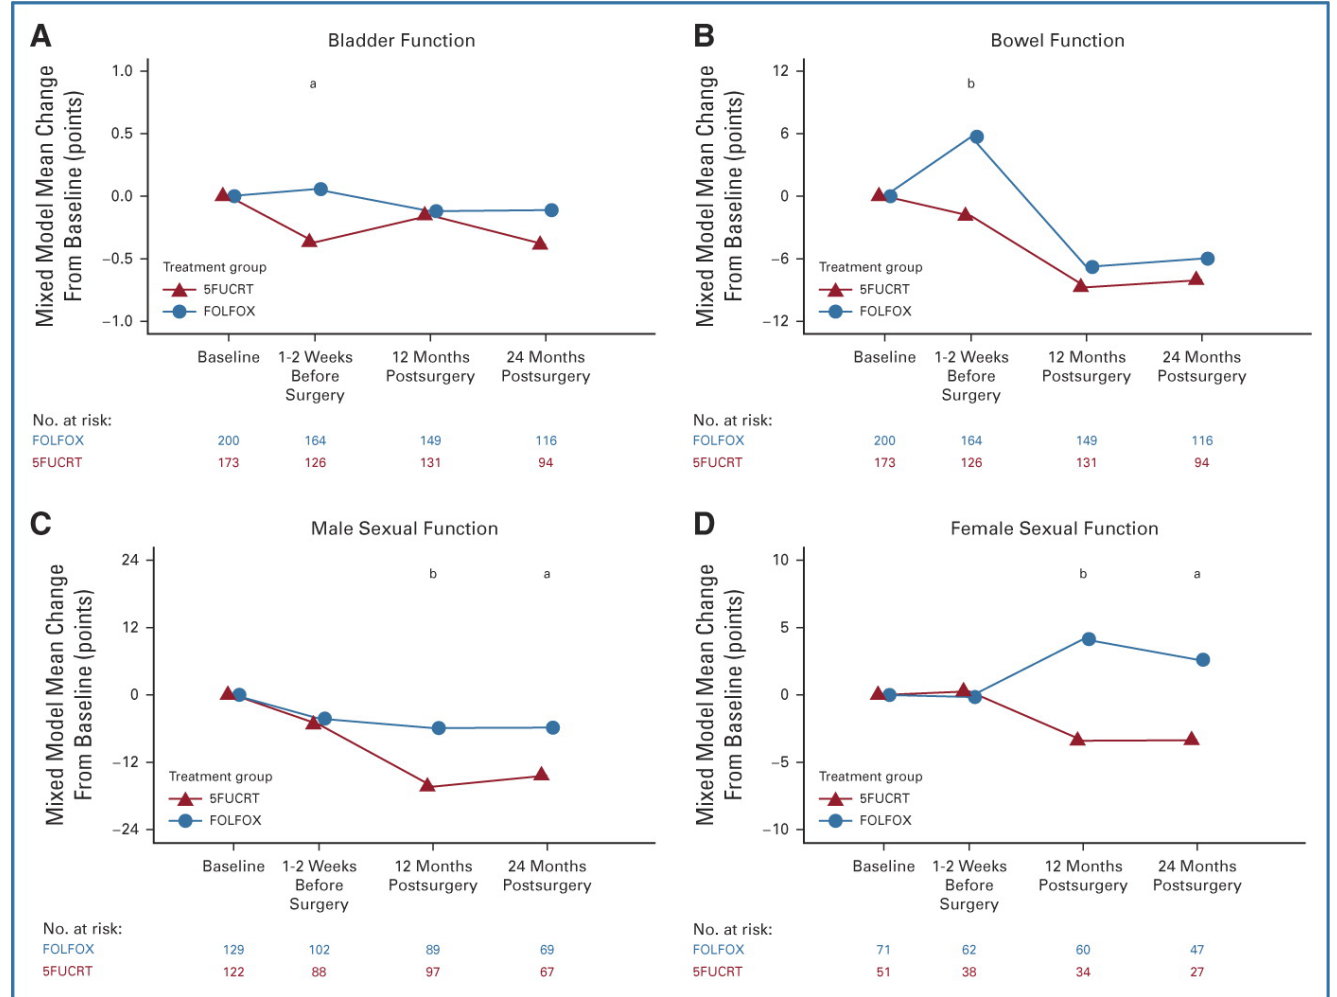 A
Bladder Function
Mixed Model Mean Change
From Baseline (points)
1.0
0.5
0.0
−0.5
−1.0
a
Treatment group
5FUCRT
FOLFOX
Baseline
1-2 Weeks
Before
Surgery
12 Months
Postsurgery
24 Months
Postsurgery
No. at risk:
FOLFOX 200 164 149 116
5FUCRT 173 126 131 94
B
Bowel Function
Mixed Model Mean Change
From Baseline (points)
12
6
0
−6
−12
b
Treatment group
5FUCRT
FOLFOX
Baseline
1-2 Weeks
Before
Surgery
12 Months
Postsurgery
24 Months
Postsurgery
No. at risk:
FOLFOX 200 164 149 116
5FUCRT 173 126 131 94
C
Male Sexual Function
Mixed Model Mean Change
From Baseline (points)
24
12
0
−12
−24
b
a
Treatment group
5FUCRT
FOLFOX
Baseline
1-2 Weeks
Before
Surgery
12 Months
Postsurgery
24 Months
Postsurgery
No. at risk:
FOLFOX 129 102 89 69
5FUCRT 122 88 97 67
D
Female Sexual Function
Mixed Model Mean Change
From Baseline (points)
10
5
0
−5
−10
b
a
Treatment group
5FUCRT
FOLFOX
Baseline
1-2 Weeks
Before
Surgery
12 Months
Postsurgery
24 Months
Postsurgery
No. at risk:
FOLFOX 71 62 60 47
5FUCRT 51 38 34 27